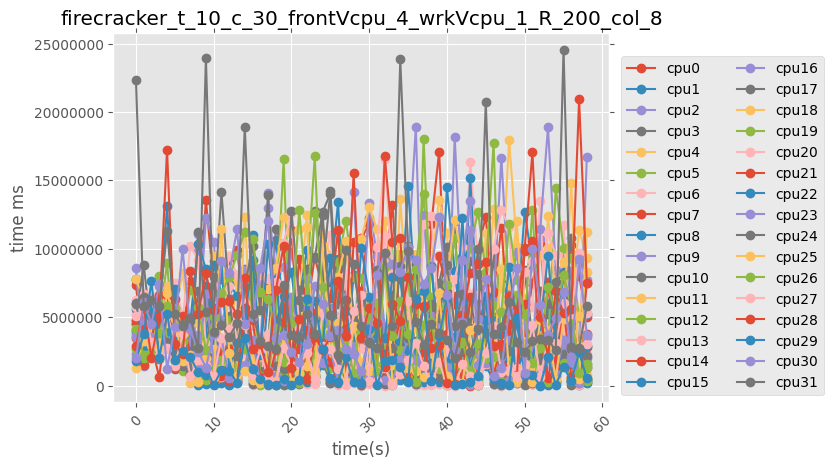 firecracker_t_10_c_30_frontVcpu_4_wrkVcpu_1_R_200_col_8
25000000
20000000
15000000
10000000
5000000
0
time ms
0 10 20 30 40 50 60
time(s)
cpu0 cpu16
cpu1 cpu17
cpu2 cpu18
cpu3 cpu19
cpu4 cpu20
cpu5 cpu21
cpu6 cpu22
cpu7 cpu23
cpu8 cpu24
cpu9 cpu25
cpu10 cpu26
cpu11 cpu27
cpu12 cpu28
cpu13 cpu29
cpu14 cpu30
cpu15 cpu31